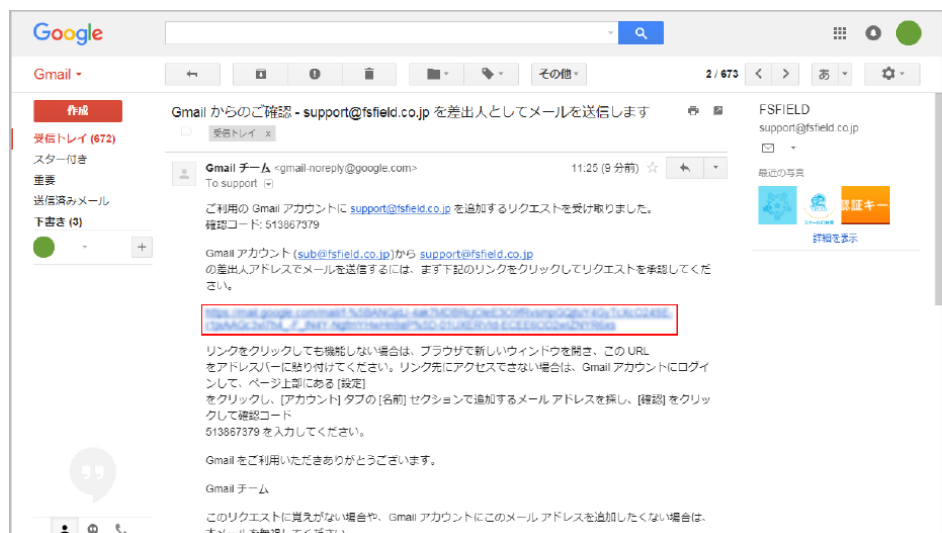 Google
Gmail
その他
2 / 673
あ
作成
受信トレイ (672)
スター付き
重要
送信済みメール
下書き (3)
Gmail からのご確認 - support@fsfield.co.jp を差出人としてメールを送信します
受信トレイ x
Gmail チーム <gmail-noreply@google.com>
11:25 (9 分前)
To support
ご利用の Gmail アカウントに support@fsfield.co.jp を追加するリクエストを受け取りました。
確認コード: 513867379
Gmail アカウント (sub@fsfield.co.jp)から support@fsfield.co.jp
の差出人アドレスでメールを送信するには、まず下記のリンクをクリックしてリクエストを承認してくだ
さい。
リンクをクリックしても機能しない場合は、ブラウザで新しいウィンドウを開き、この URL
をアドレスバーに貼り付けてください。リンク先にアクセスできない場合は、Gmail アカウントにログイ
ンして、ページ上部にある [設定]
をクリックし、[アカウント] タブの [名前] セクションで追加するメール アドレスを探し、[確認] をクリッ
クして確認コード
513867379 を入力してください。
Gmail をご利用いただきありがとうございます。
Gmail チーム
このリクエストに覚えがない場合や、Gmail アカウントにこのメール アドレスを追加したくない場合は、
本メールを無視してください
FSFIELD
support@fsfield.co.jp
最近の写真
認証キー
詳細を表示